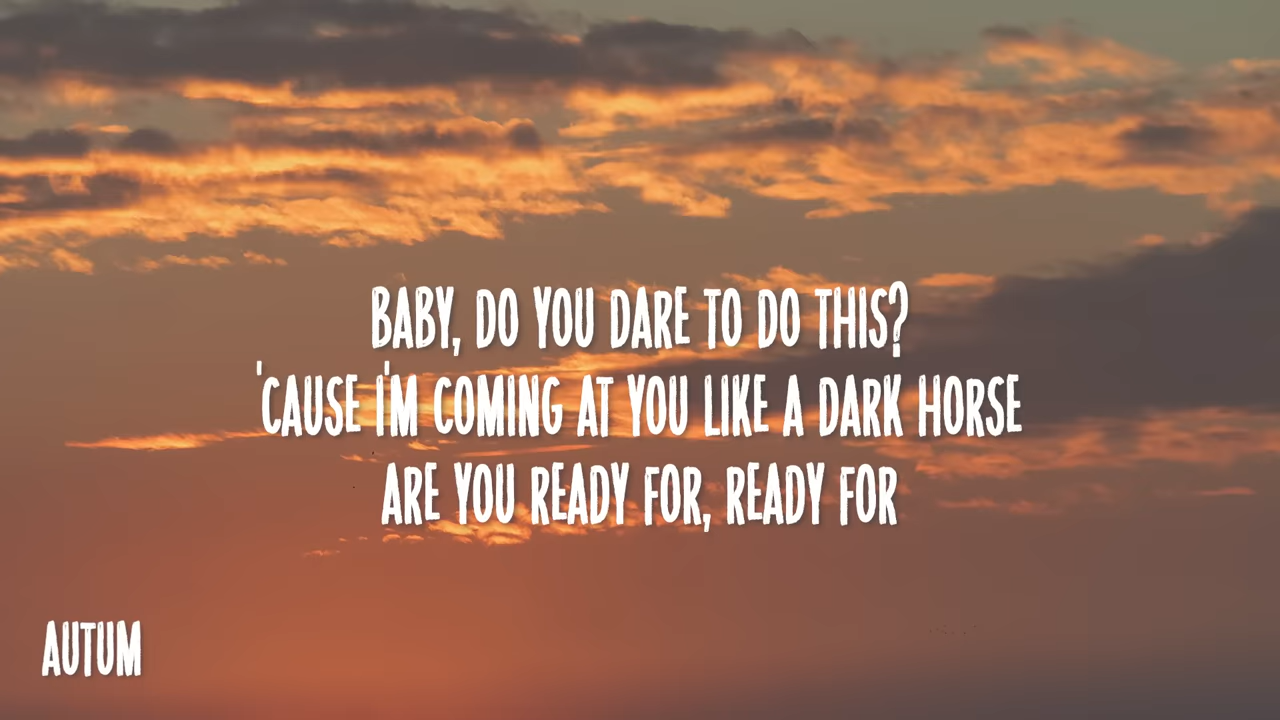 BABY, DO YOU DARE TO DO THIS?
'CAUSE I'M COMING AT YOU LIKE A DARK HORSE
ARE YOU READY FOR, READY FOR
AUTUM